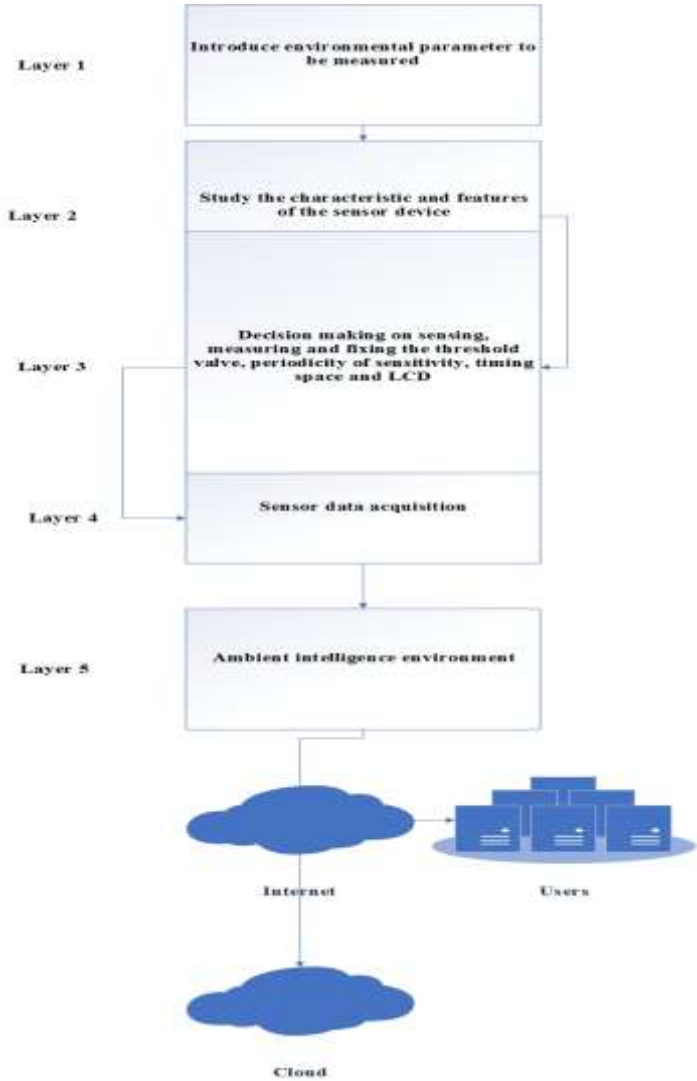 Layer 1
Introduce environmental parameter to
be measured
Layer 2
Study the characteristic and features
of the sensor device
Layer 3
Decision making on sensing,
measuring and fixing the threshold
valve, periodicity of sensitivity, timing
space and LCD
Layer 4
Sensor data acquisition
Layer 5
Ambient intelligence environment
Internet
Users
Cloud